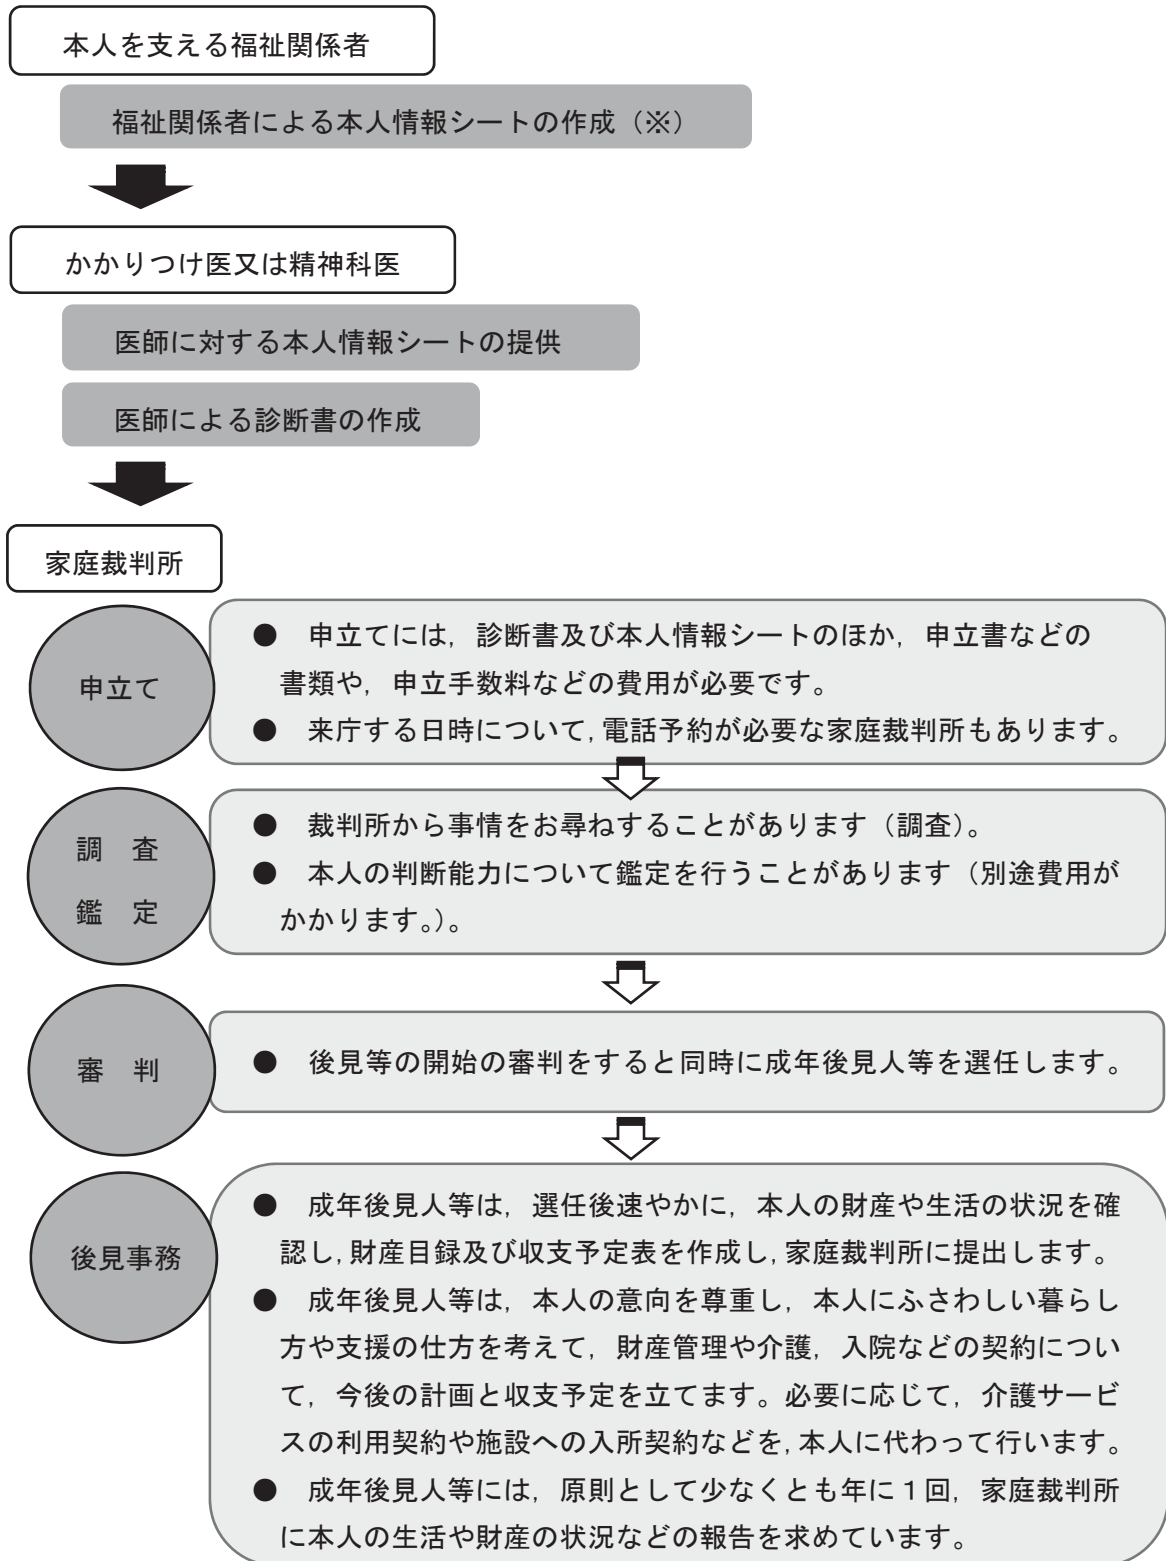 本人を支える福祉関係者
福祉関係者による本人情報シートの作成（※）
かかりつけ医又は精神科医
医師に対する本人情報シートの提供
医師による診断書の作成
家庭裁判所
申立て
● 申立てには，診断書及び本人情報シートのほか，申立書などの
書類や，申立手数料などの費用が必要です。
● 来庁する日時について，電話予約が必要な家庭裁判所もあります。
調 査
鑑 定
● 裁判所から事情をお尋ねすることがあります（調査）。
● 本人の判断能力について鑑定を行うことがあります（別途費用が
かかります。）。
審 判
● 後見等の開始の審判をすると同時に成年後見人等を選任します。
後見事務
● 成年後見人等は，選任後速やかに，本人の財産や生活の状況を確
認し，財産目録及び収支予定表を作成し，家庭裁判所に提出します。
● 成年後見人等は，本人の意向を尊重し，本人にふさわしい暮らし
方や支援の仕方を考えて，財産管理や介護，入院などの契約につい
て，今後の計画と収支予定を立てます。必要に応じて，介護サービ
スの利用契約や施設への入所契約などを，本人に代わって行います。
● 成年後見人等には，原則として少なくとも年に１回，家庭裁判所
に本人の生活や財産の状況などの報告を求めています。